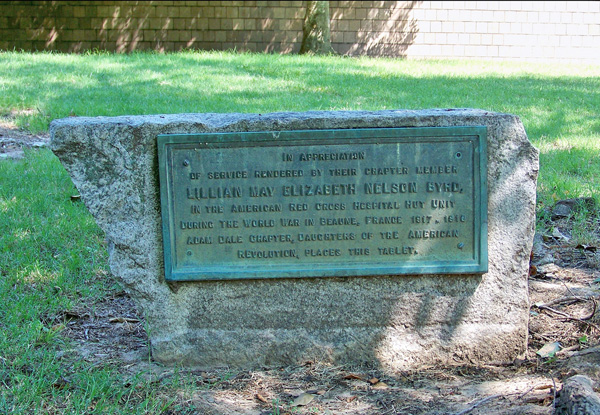 IN APPRECIATION
OF SERVICE RENDERED BY THEIR CHAPTER MEMBER
LILLIAN MAY ELIZABETH NELSON BYRD,
IN THE AMERICAN RED CROSS HOSPITAL HUT UNIT
DURING THE WORLD WAR IN BEAUNE, FRANCE 1917 - 1918
ADAM DALE CHAPTER, DAUGHTERS OF THE AMERICAN
REVOLUTION, PLACES THIS TABLET.